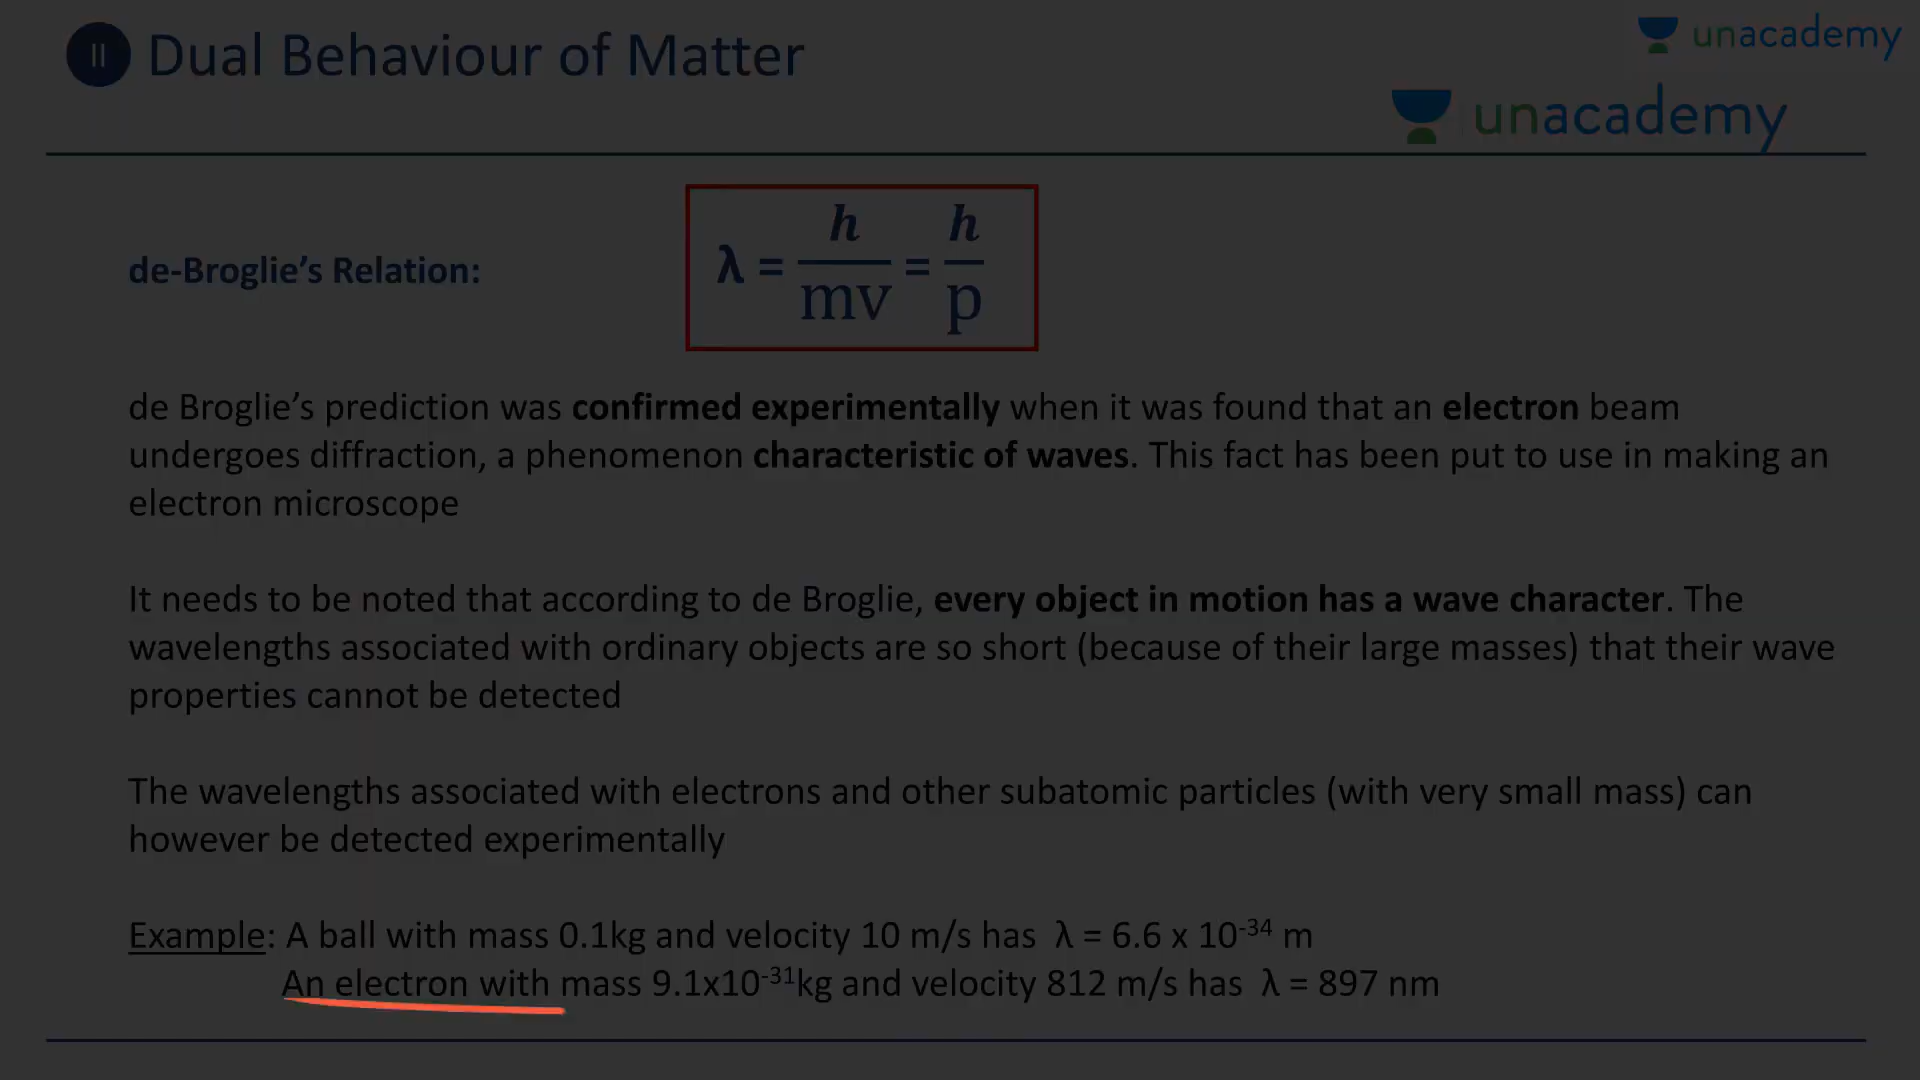 II Dual Behaviour of Matter
unacademy
unacademy
de-Broglie’s Relation:
λ = h/mv = h/p
de Broglie’s prediction was confirmed experimentally when it was found that an electron beam
undergoes diffraction, a phenomenon characteristic of waves. This fact has been put to use in making an
electron microscope
It needs to be noted that according to de Broglie, every object in motion has a wave character. The
wavelengths associated with ordinary objects are so short (because of their large masses) that their wave
properties cannot be detected
The wavelengths associated with electrons and other subatomic particles (with very small mass) can
however be detected experimentally
Example: A ball with mass 0.1kg and velocity 10 m/s has λ = 6.6 x 10⁻³⁴ m
An electron with mass 9.1x10⁻³¹kg and velocity 812 m/s has λ = 897 nm